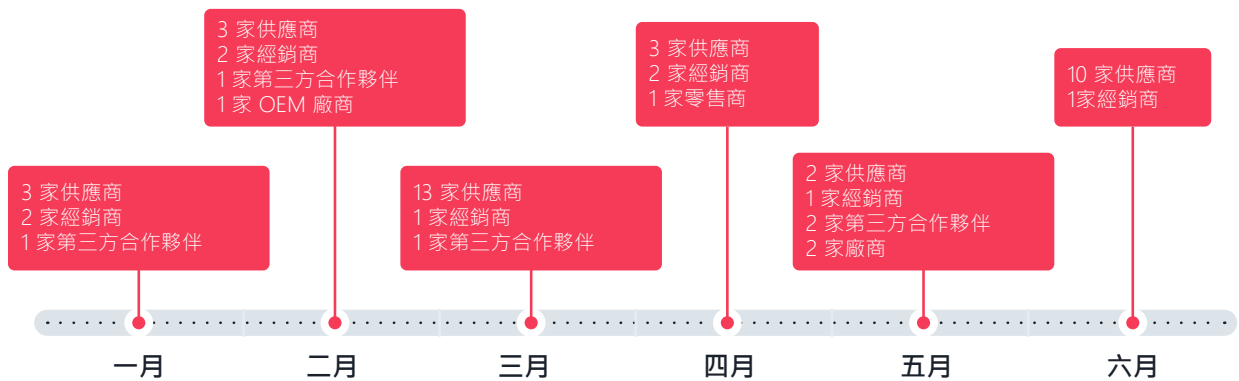 3 家供應商
2 家經銷商
1 家第三方合作夥伴
一月
3 家供應商
2 家經銷商
1 家第三方合作夥伴
1 家 OEM 廠商
二月
13 家供應商
1 家經銷商
1 家第三方合作夥伴
三月
3 家供應商
2 家經銷商
1 家零售商
四月
2 家供應商
1 家經銷商
2 家第三方合作夥伴
2 家廠商
五月
10 家供應商
1家經銷商
六月